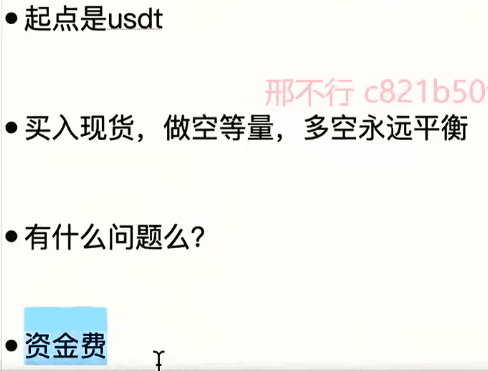 • 起点是usdt
邢不行 c821b50
• 买入现货，做空等量，多空永远平衡
• 有什么问题么？
• 资金费